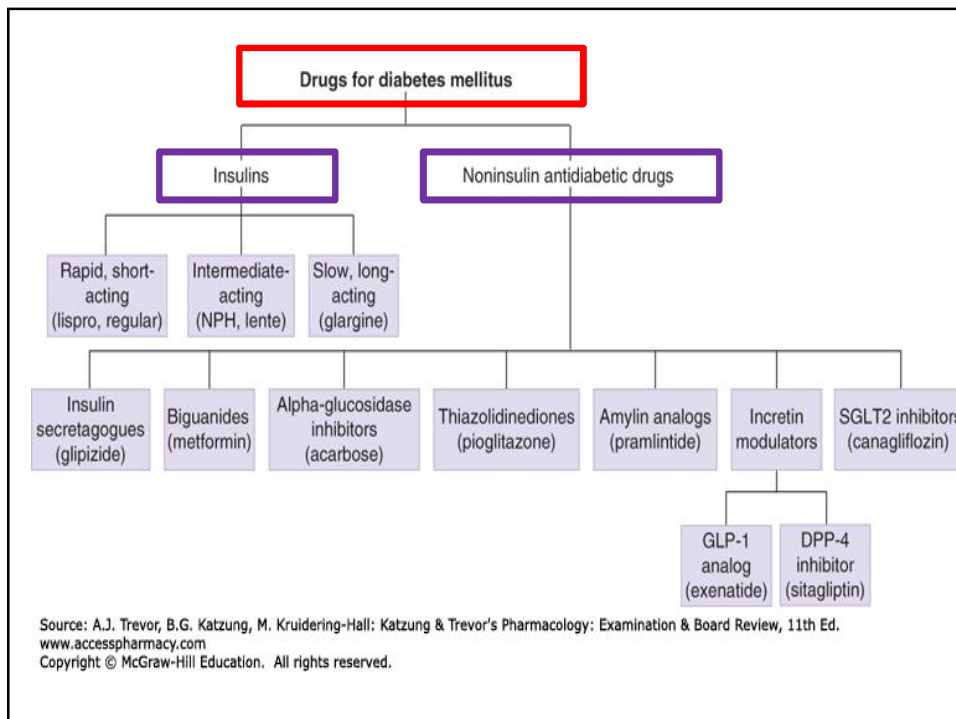 Drugs for diabetes mellitus
Insulins
Noninsulin antidiabetic drugs
Rapid, short-
acting
(lispro, regular)
Intermediate-
acting
(NPH, lente)
Slow, long-
acting
(glargine)
Insulin
secretagogues
(glipizide)
Biguanides
(metformin)
Alpha-glucosidase
inhibitors
(acarbose)
Thiazolidinediones
(pioglitazone)
Amylin analogs
(pramlintide)
Incretin
modulators
SGLT2 inhibitors
(canagliflozin)
GLP-1
analog
(exenatide)
DPP-4
inhibitor
(sitagliptin)
Source: A.J. Trevor, B.G. Katzung, M. Kruidering-Hall: Katzung & Trevor's Pharmacology: Examination & Board Review, 11th Ed.
www.accesspharmacy.com
Copyright © McGraw-Hill Education. All rights reserved.